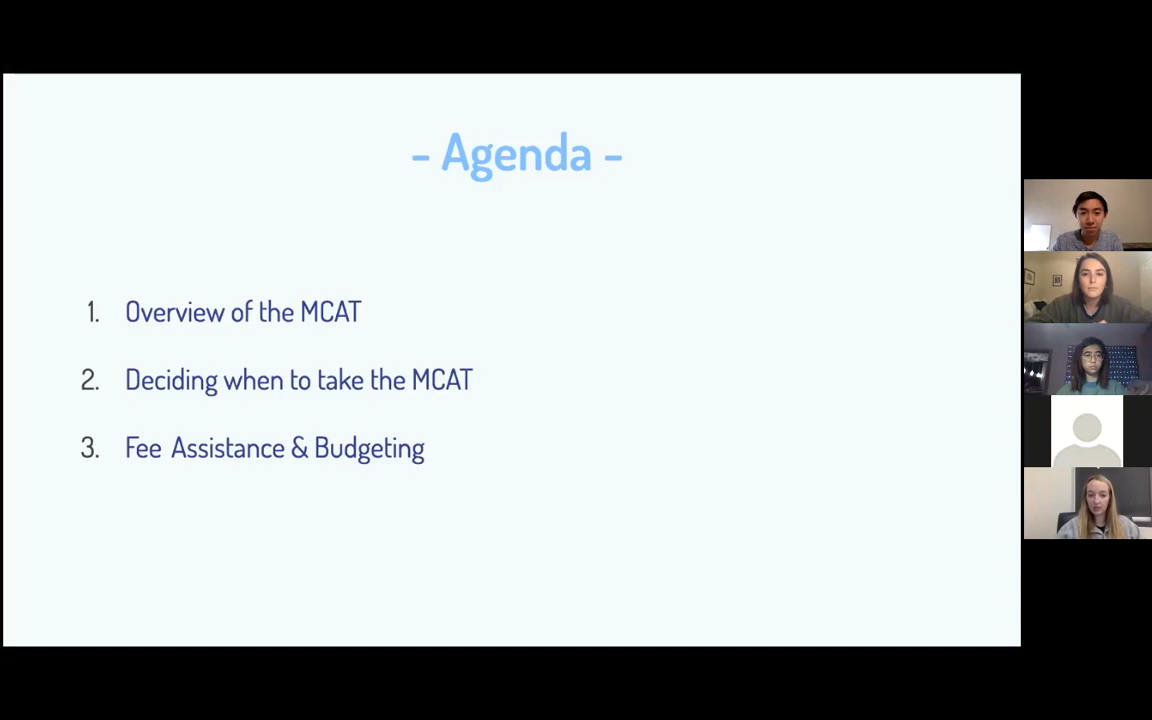 - Agenda -
1. Overview of the MCAT
2. Deciding when to take the MCAT
3. Fee Assistance & Budgeting